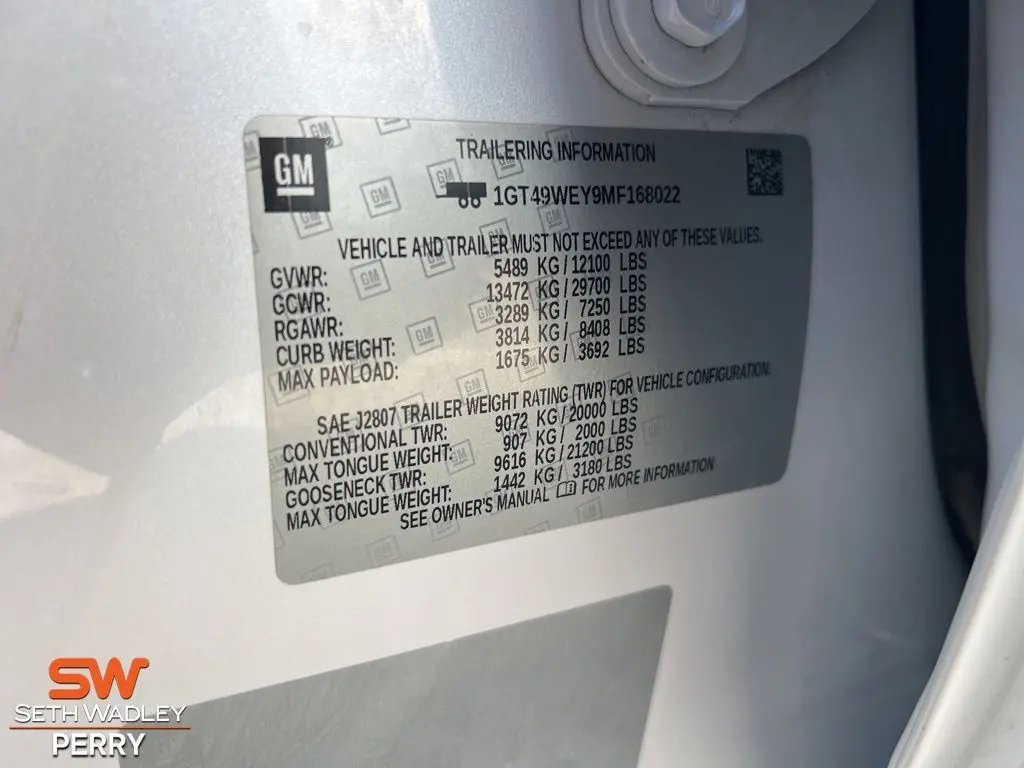 GM
TRAILERING INFORMATION
1GT49WEY9MF168022
VEHICLE AND TRAILER MUST NOT EXCEED ANY OF THESE VALUES.
GVWR: 5489 KG / 12100 LBS
GCWR: 13472 KG / 29700 LBS
RGAWR: 3289 KG / 7250 LBS
CURB WEIGHT: 3814 KG / 8408 LBS
MAX PAYLOAD: 1675 KG / 3692 LBS
SAE J2807 TRAILER WEIGHT RATING (TWR) FOR VEHICLE CONFIGURATION.
CONVENTIONAL TWR: 9072 KG / 20000 LBS
MAX TONGUE WEIGHT: 907 KG / 2000 LBS
GOOSENECK TWR: 9616 KG / 21200 LBS
MAX TONGUE WEIGHT: 1442 KG / 3180 LBS
SEE OWNER'S MANUAL FOR MORE INFORMATION
SW
SETH WADLEY
PERRY